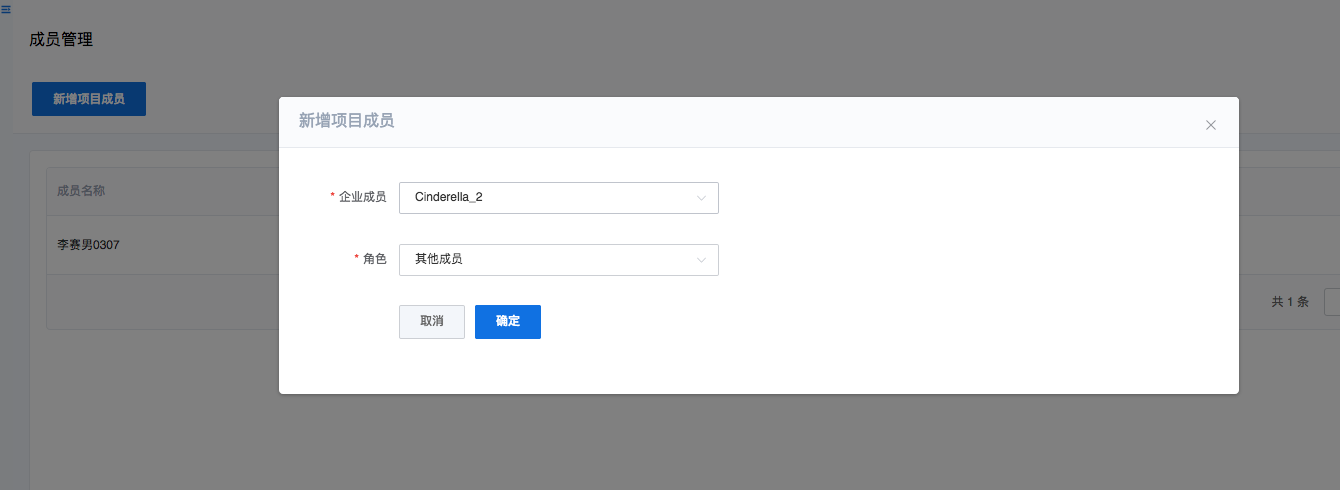 成员管理
新增项目成员
新增项目成员
* 企业成员 Cinderella_2
* 角色 其他成员
取消 确定
成员名称
李赛男0307
共 1 条